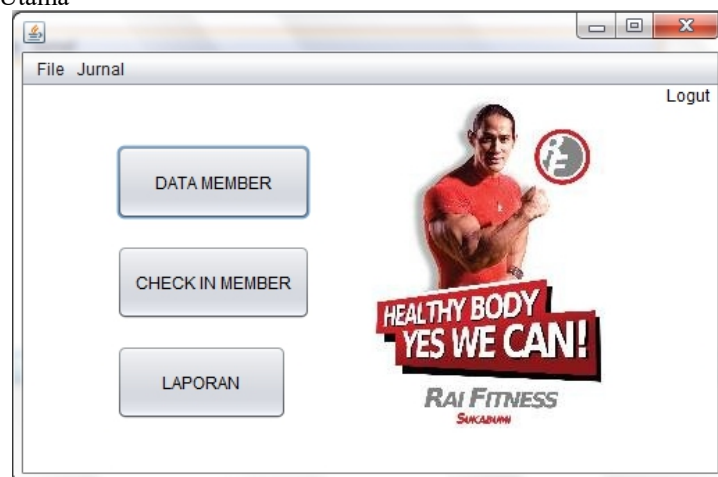 Utama
File Jurnal
Logut
DATA MEMBER
CHECK IN MEMBER
LAPORAN
HEALTHY BODY
YES WE CAN!
RAI FITNESS
SUKABUMI